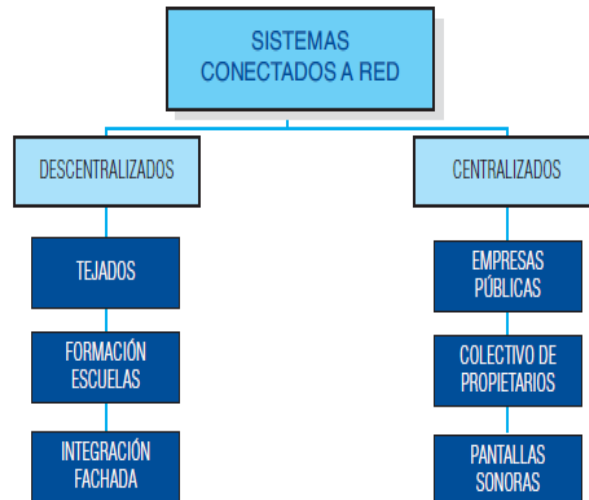 SISTEMAS
CONECTADOS A RED
DESCENTRALIZADOS
CENTRALIZADOS
TEJADOS
FORMACIÓN
ESCUELAS
INTEGRACIÓN
FACHADA
EMPRESAS
PÚBLICAS
COLECTIVO DE
PROPIETARIOS
PANTALLAS
SONORAS